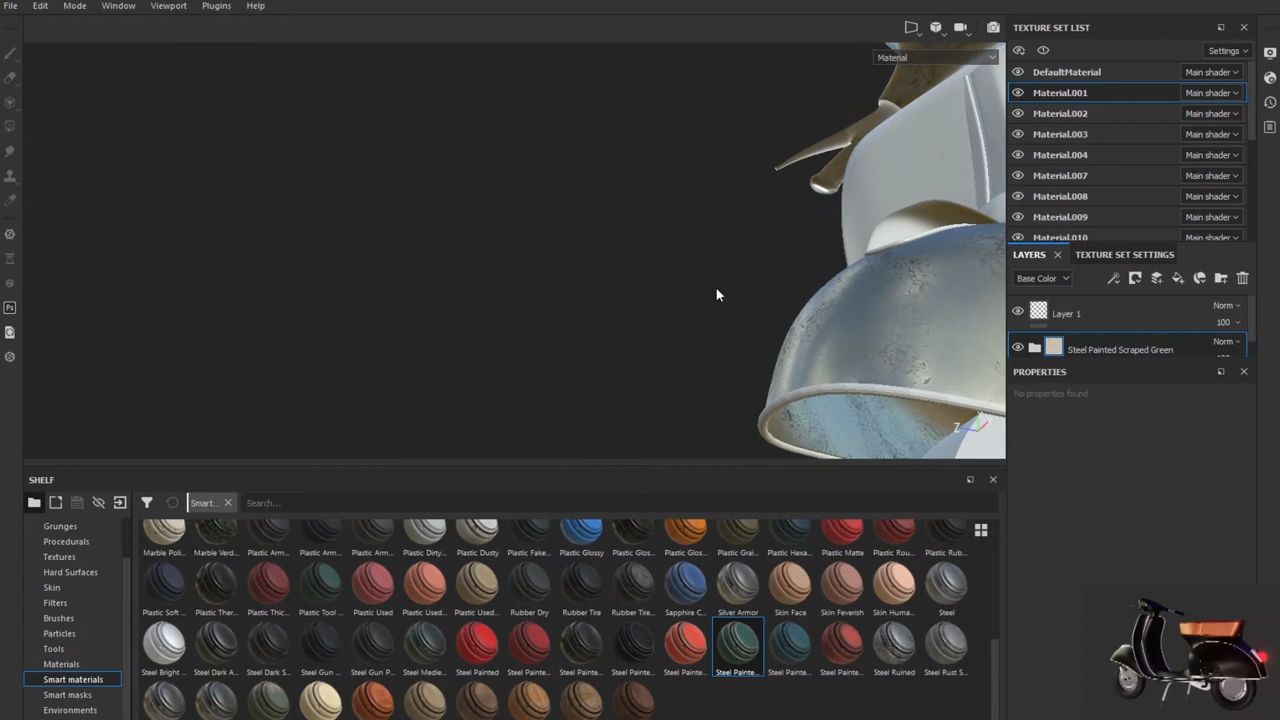 File Edit Mode Window Viewport Plugins Help
Material
TEXTURE SET LIST
Settings
DefaultMaterial Main shader
Material.001 Main shader
Material.002 Main shader
Material.003 Main shader
Material.004 Main shader
Material.007 Main shader
Material.008 Main shader
Material.009 Main shader
Material.010 Main shader
LAYERS TEXTURE SET SETTINGS
Base Color
Layer 1 Norm
100
Steel Painted Scraped Green Norm
PROPERTIES
No properties found
Z
Ps
SHELF
Smart... Search...
Grunges
Procedurals
Textures
Hard Surfaces
Skin
Filters
Brushes
Particles
Tools
Materials
Smart materials
Smart masks
Environments
Marble Poli... Marble Verd... Plastic Arm... Plastic Arm... Plastic Arm... Plastic Dirty... Plastic Dusty Plastic Fake... Plastic Glossy Plastic Glos... Plastic Glos... Plastic Grai... Plastic Hexa... Plastic Matte Plastic Rou... Plastic Rub...
Plastic Soft ... Plastic Ther... Plastic Thic... Plastic Tool ... Plastic Used Plastic Used... Plastic Used... Rubber Dry Rubber Tire Rubber Tire... Sapphire C... Silver Armor Skin Face Skin Feverish Skin Huma... Steel
Steel Bright ... Steel Dark A... Steel Dark S... Steel Gun ... Steel Gun P... Steel Medie... Steel Painted Steel Painte... Steel Painte... Steel Painte... Steel Painte... Steel Painte... Steel Painte... Steel Painte... Steel Ruined Steel Rust S...